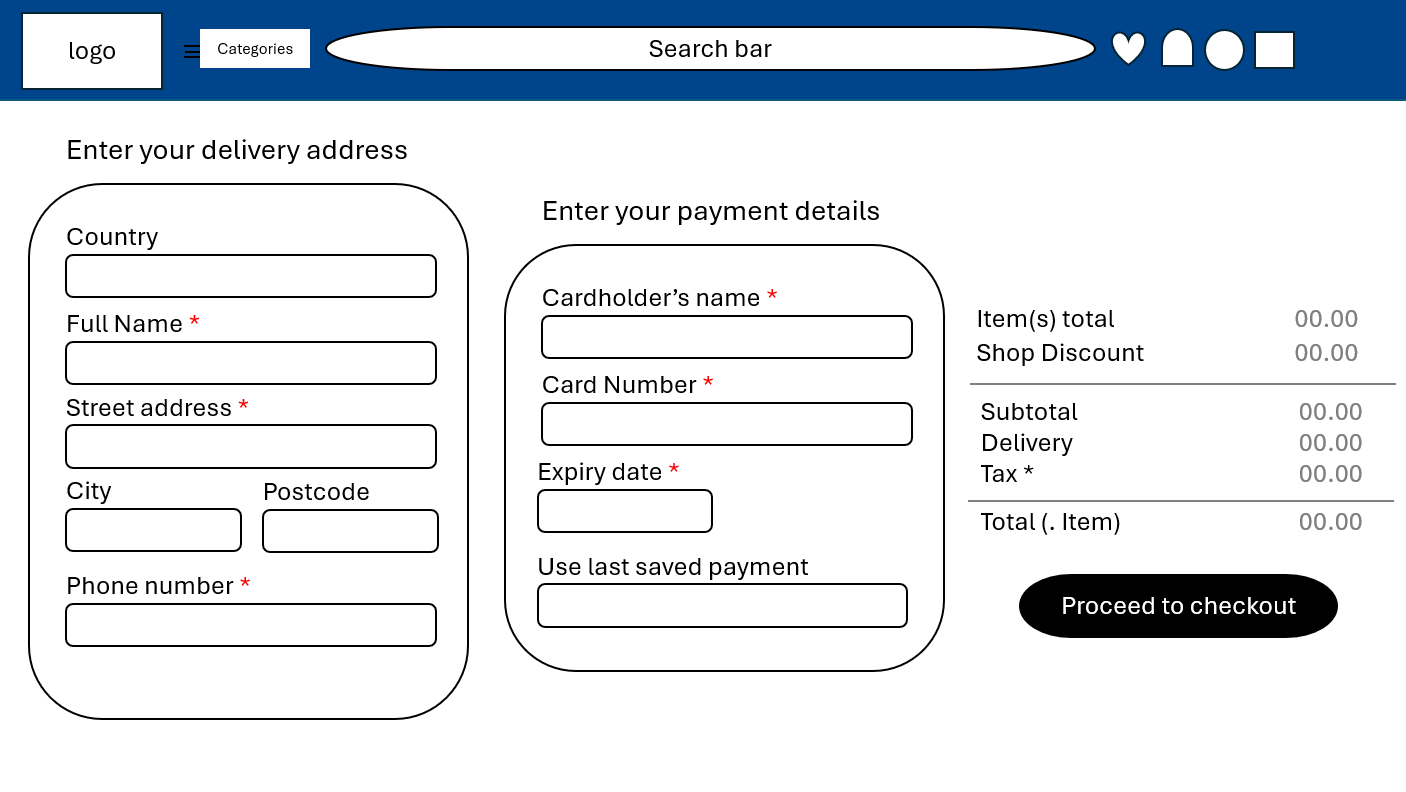 logo
Categories
Search bar
Enter your delivery address
Country
Full Name *
Street address *
City
Postcode
Phone number *
Enter your payment details
Cardholder’s name *
Card Number *
Expiry date *
Use last saved payment
Item(s) total 00.00
Shop Discount 00.00
Subtotal 00.00
Delivery 00.00
Tax * 00.00
Total (. Item) 00.00
Proceed to checkout